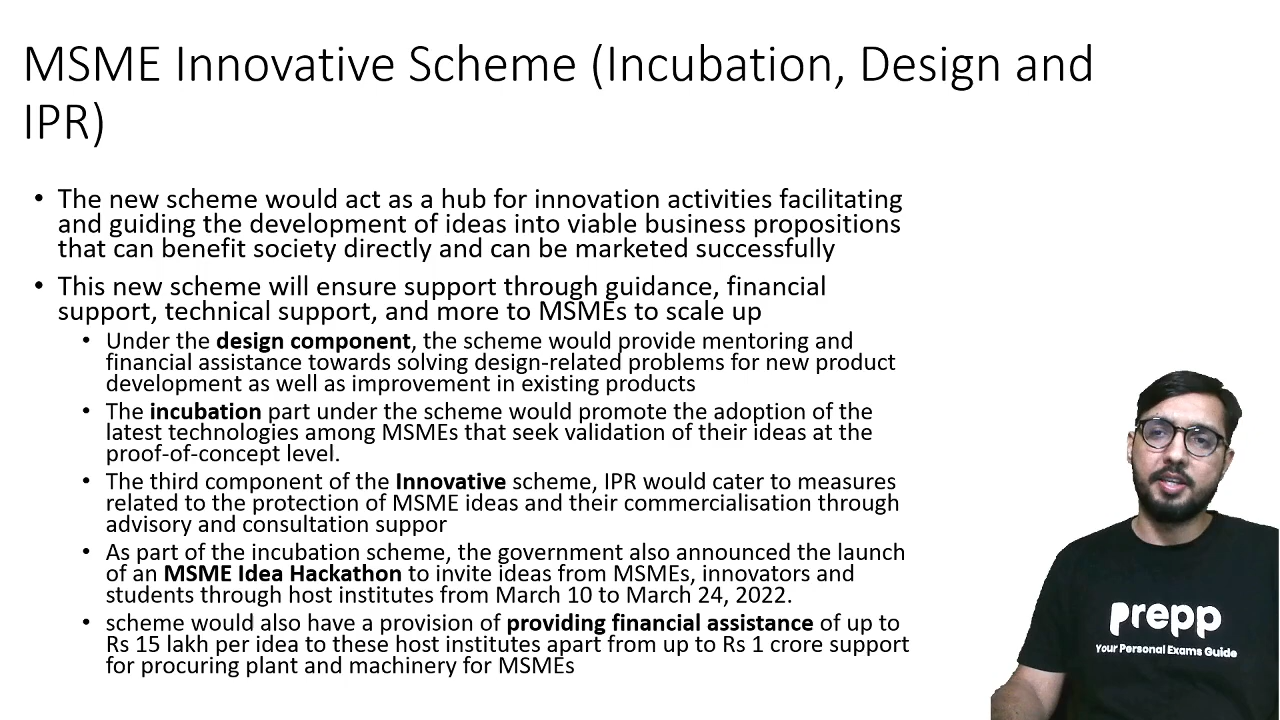 MSME Innovative Scheme (Incubation, Design and
IPR)
• The new scheme would act as a hub for innovation activities facilitating
and guiding the development of ideas into viable business propositions
that can benefit society directly and can be marketed successfully
• This new scheme will ensure support through guidance, financial
support, technical support, and more to MSMEs to scale up
• Under the design component, the scheme would provide mentoring and
financial assistance towards solving design-related problems for new product
development as well as improvement in existing products
• The incubation part under the scheme would promote the adoption of the
latest technologies among MSMEs that seek validation of their ideas at the
proof-of-concept level.
• The third component of the Innovative scheme, IPR would cater to measures
related to the protection of MSME ideas and their commercialisation through
advisory and consultation suppor
• As part of the incubation scheme, the government also announced the launch
of an MSME Idea Hackathon to invite ideas from MSMEs, innovators and
students through host institutes from March 10 to March 24, 2022.
• scheme would also have a provision of providing financial assistance of up to
Rs 15 lakh per idea to these host institutes apart from up to Rs 1 crore support
for procuring plant and machinery for MSMEs
prepp
Your Personal Exams Guide